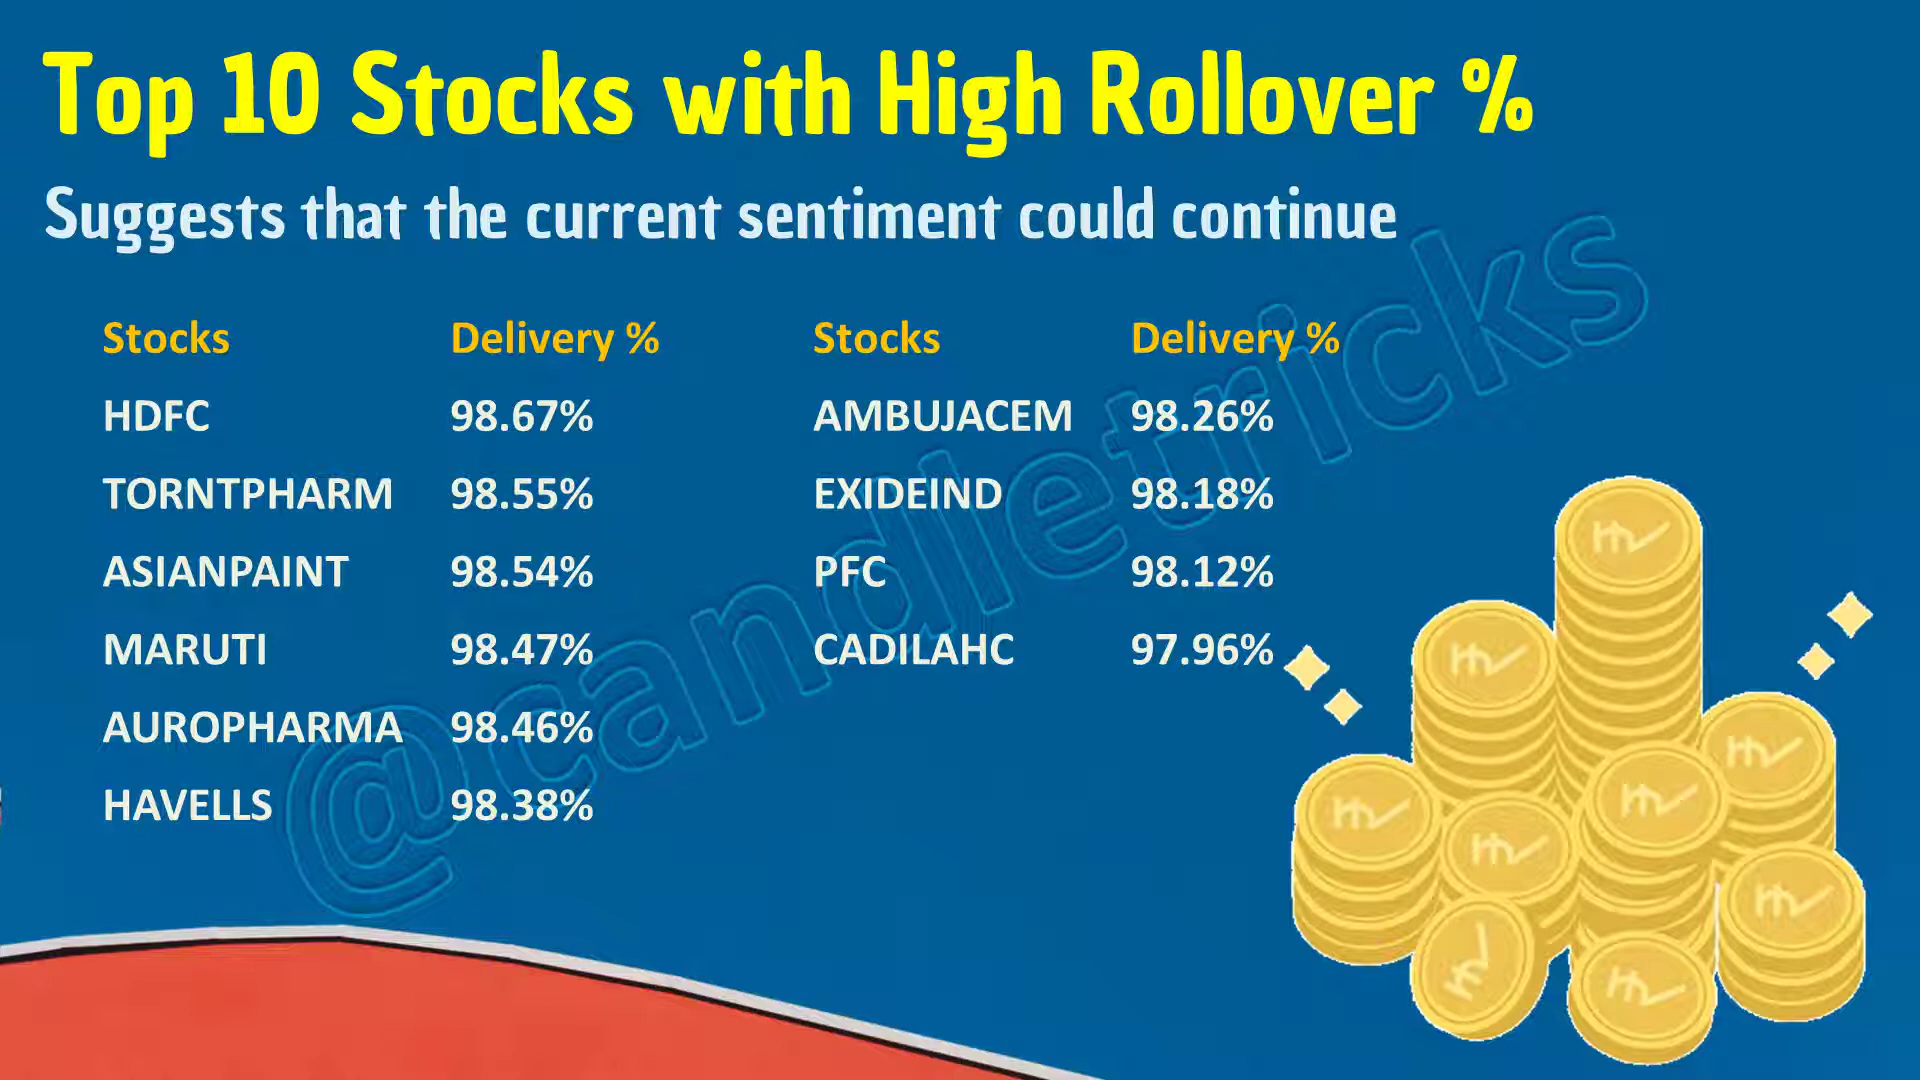 Top 10 Stocks with High Rollover %
Suggests that the current sentiment could continue
Stocks Delivery %
HDFC 98.67%
TORNTPHARM 98.55%
ASIANPAINT 98.54%
MARUTI 98.47%
AUROPHARMA 98.46%
HAVELLS 98.38%
Stocks Delivery %
AMBUJACEM 98.26%
EXIDEIND 98.18%
PFC 98.12%
CADILAHC 97.96%
@candletricks